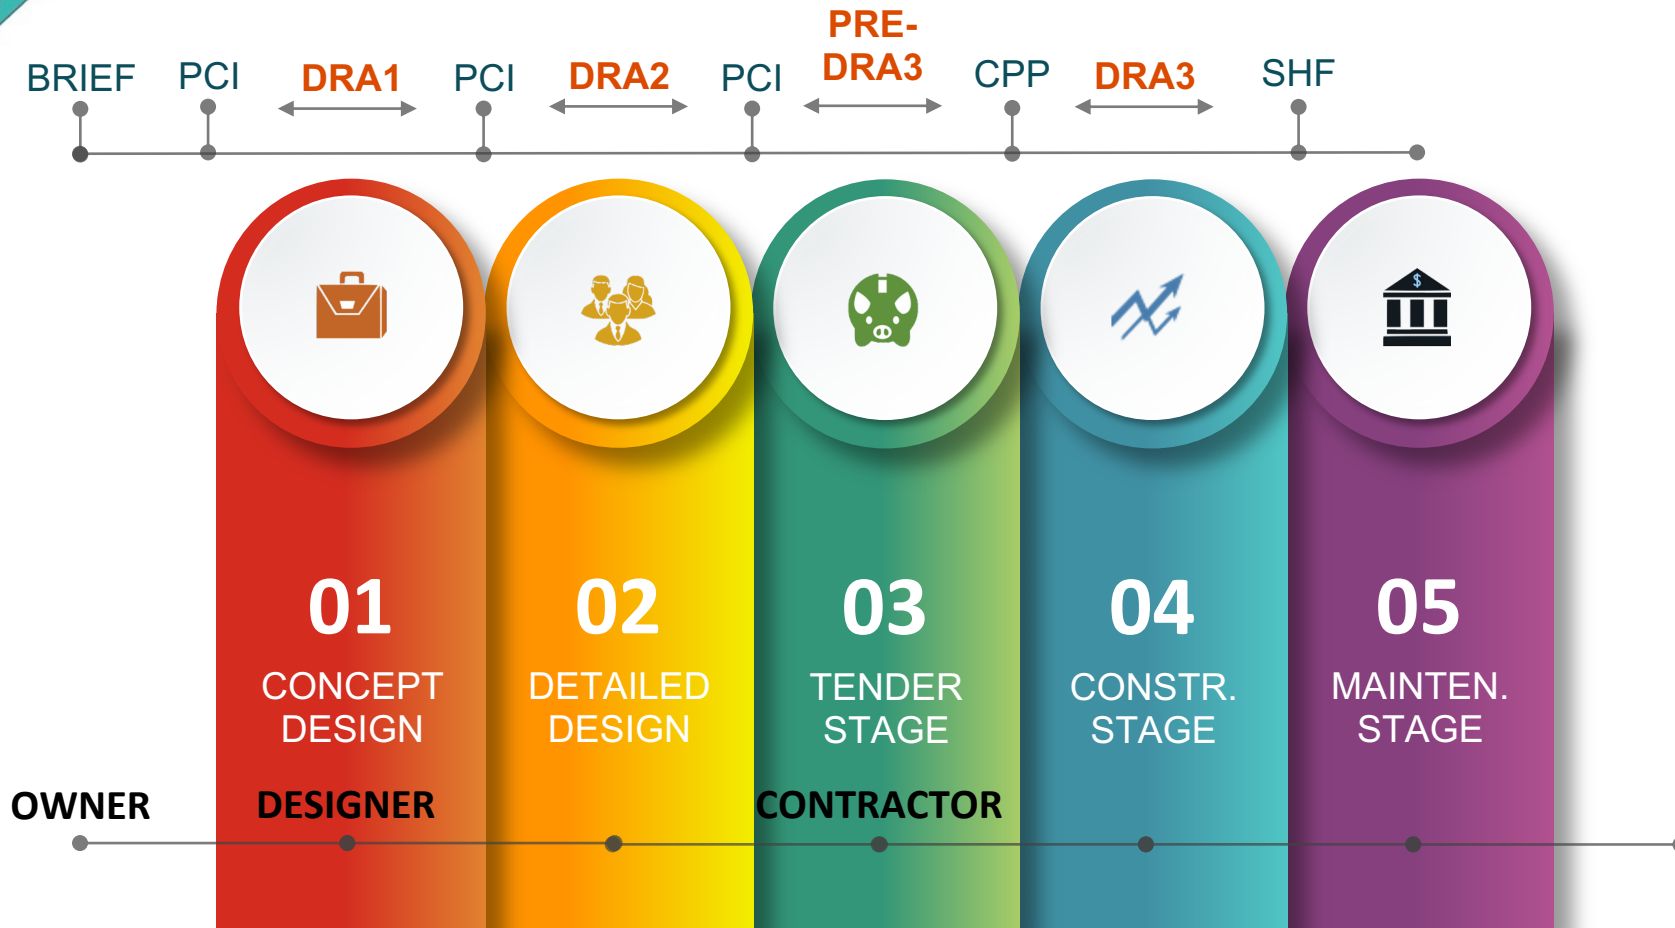 BRIEF PCI DRA1 PCI DRA2 PCI PRE-
DRA3 CPP DRA3 SHF
$
01
CONCEPT
DESIGN
02
DETAILED
DESIGN
03
TENDER
STAGE
04
CONSTR.
STAGE
05
MAINTEN.
STAGE
OWNER DESIGNER CONTRACTOR